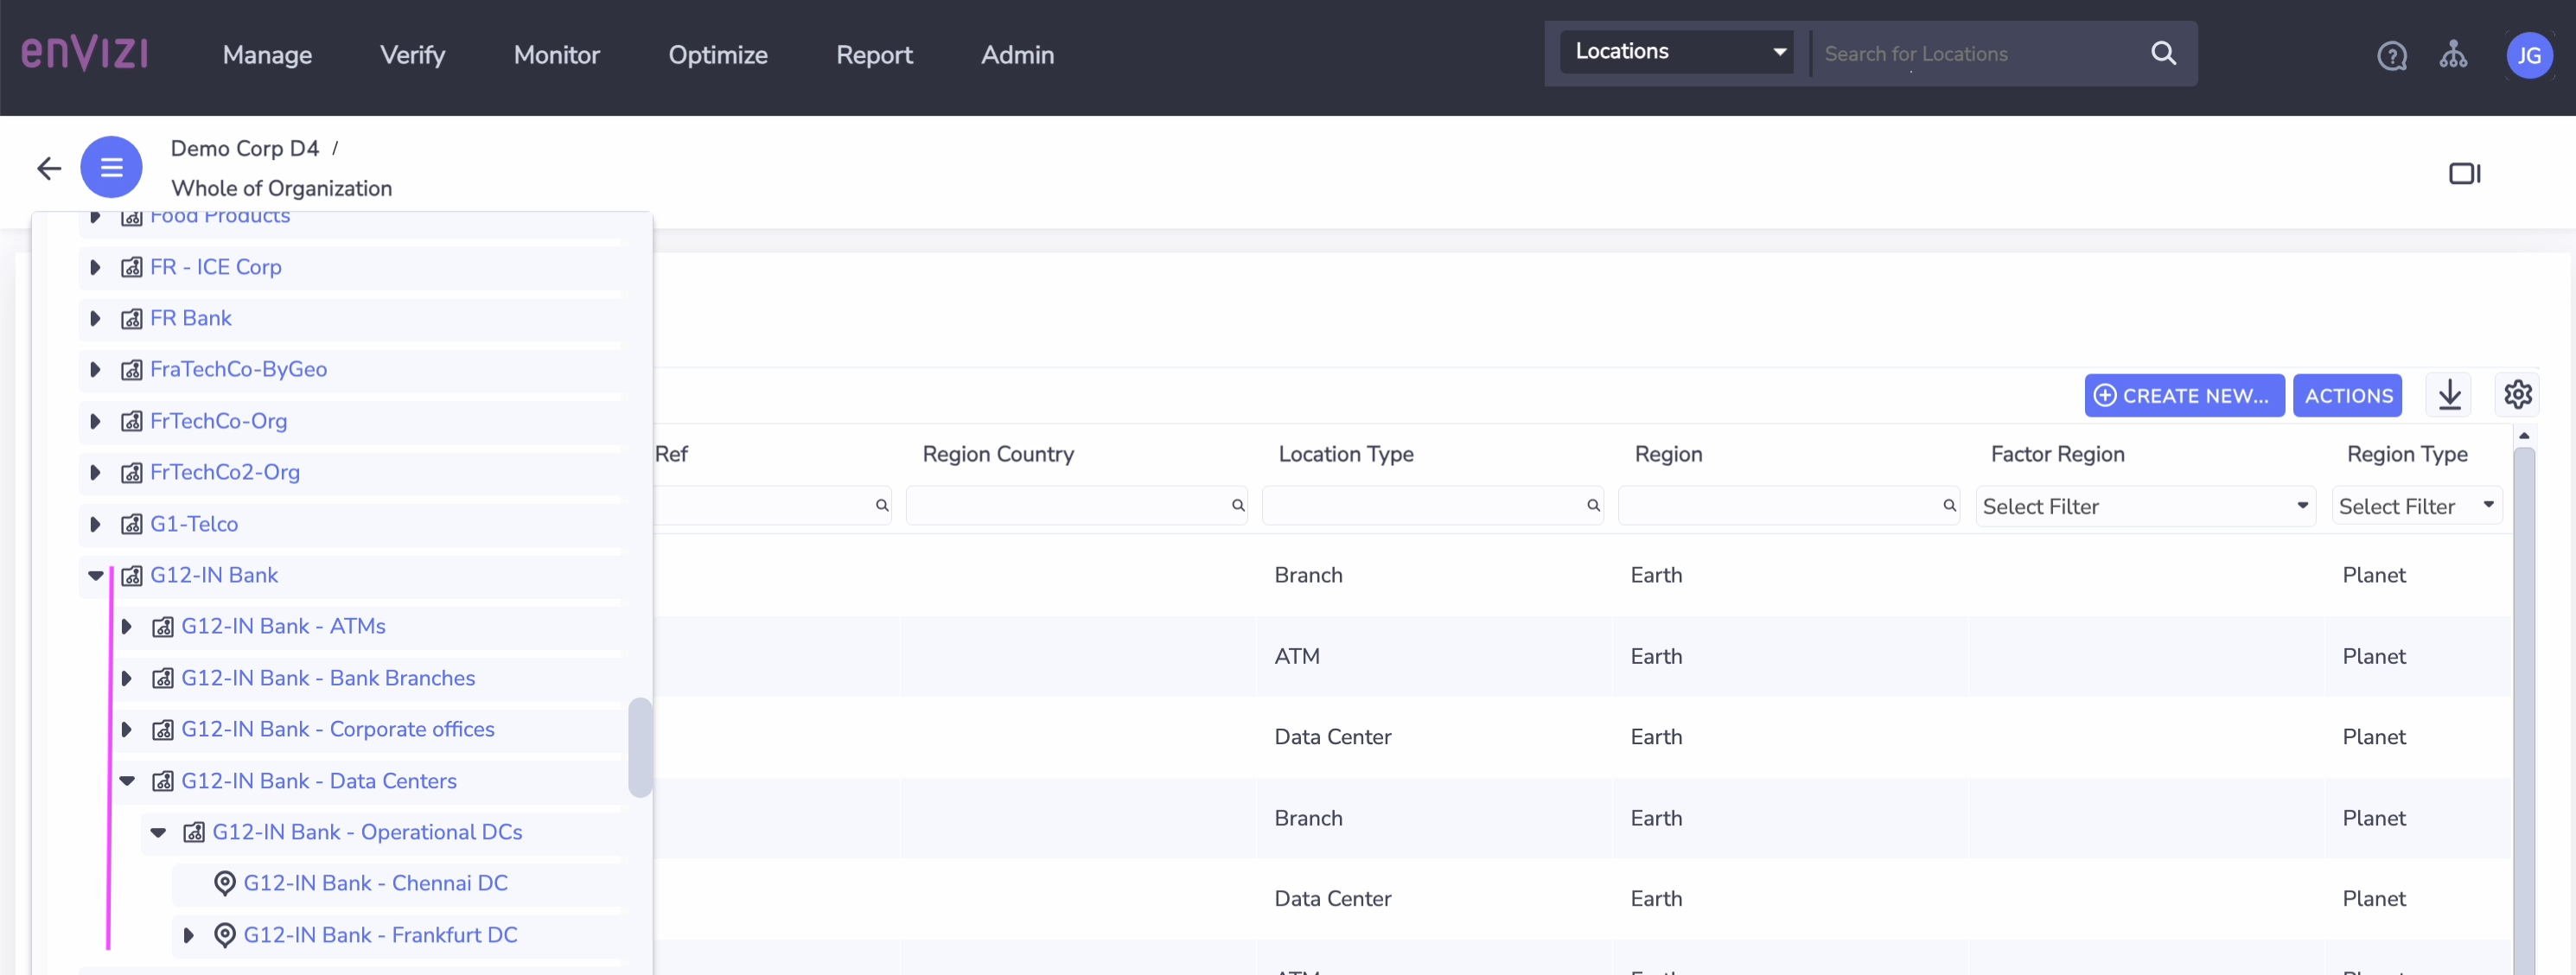 enVIZI
Manage
Verify
Monitor
Optimize
Report
Admin
Locations
Search for Locations
JG
Demo Corp D4 /
Whole of Organization
Food Products
FR - ICE Corp
FR Bank
FraTechCo-ByGeo
FrTechCo-Org
FrTechCo2-Org
G1-Telco
G12-IN Bank
G12-IN Bank - ATMs
G12-IN Bank - Bank Branches
G12-IN Bank - Corporate offices
G12-IN Bank - Data Centers
G12-IN Bank - Operational DCs
G12-IN Bank - Chennai DC
G12-IN Bank - Frankfurt DC
CREATE NEW...
ACTIONS
Ref
Region Country
Location Type
Region
Factor Region
Region Type
Select Filter
Select Filter
Branch
Earth
Planet
ATM
Earth
Planet
Data Center
Earth
Planet
Branch
Earth
Planet
Data Center
Earth
Planet